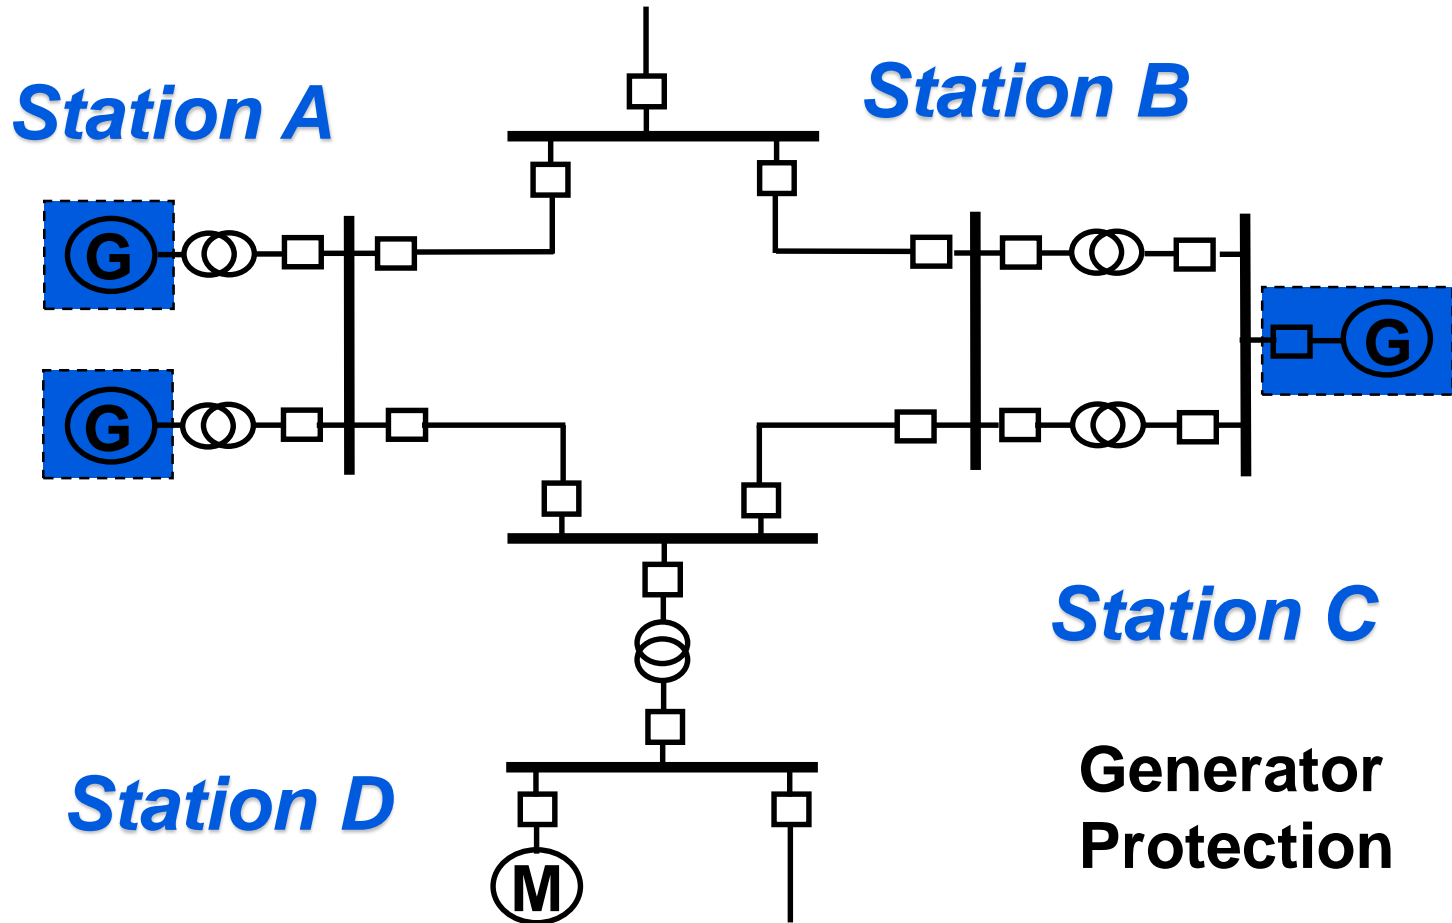 Station A
Station B
G
G
G
Station C
Station D
Generator
Protection
M